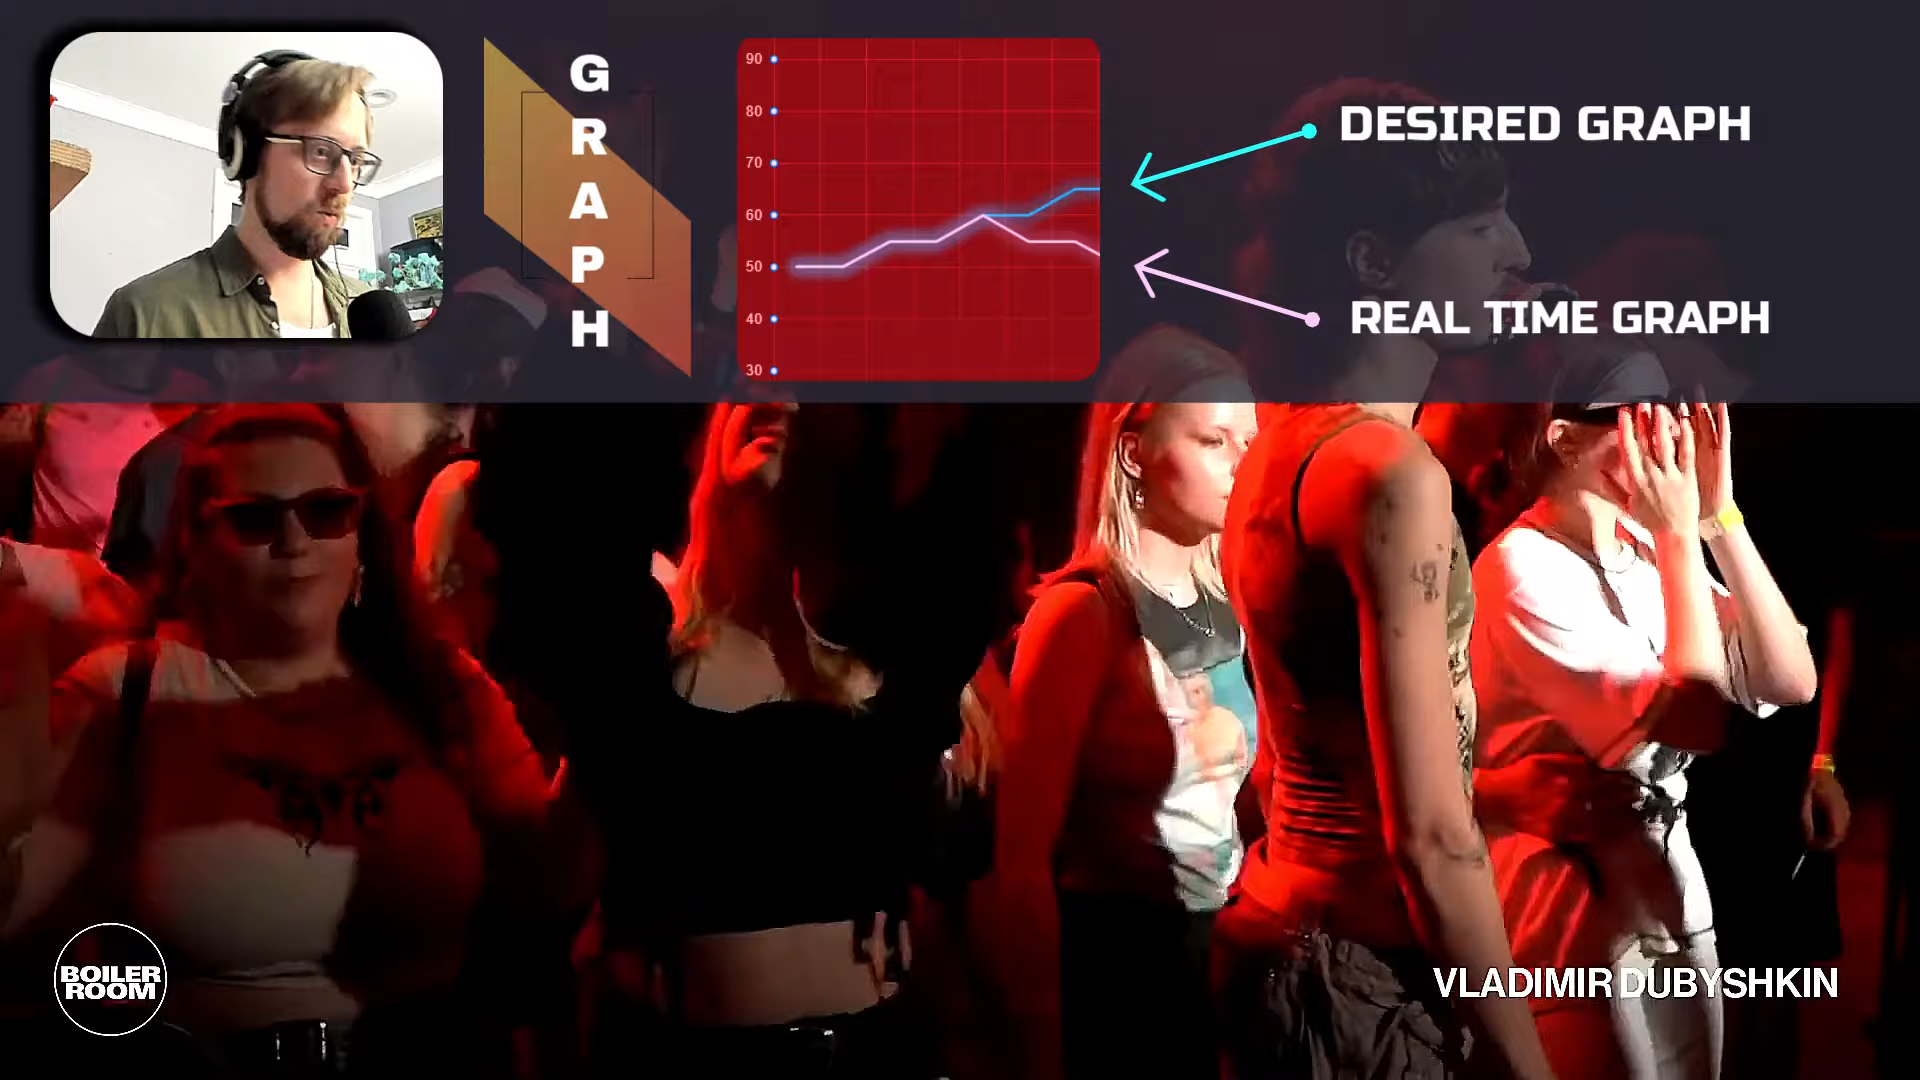 G
R
A
P
H
90
80
70
60
50
40
30
DESIRED GRAPH
REAL TIME GRAPH
BOILER
ROOM
VLADIMIR DUBYSHKIN